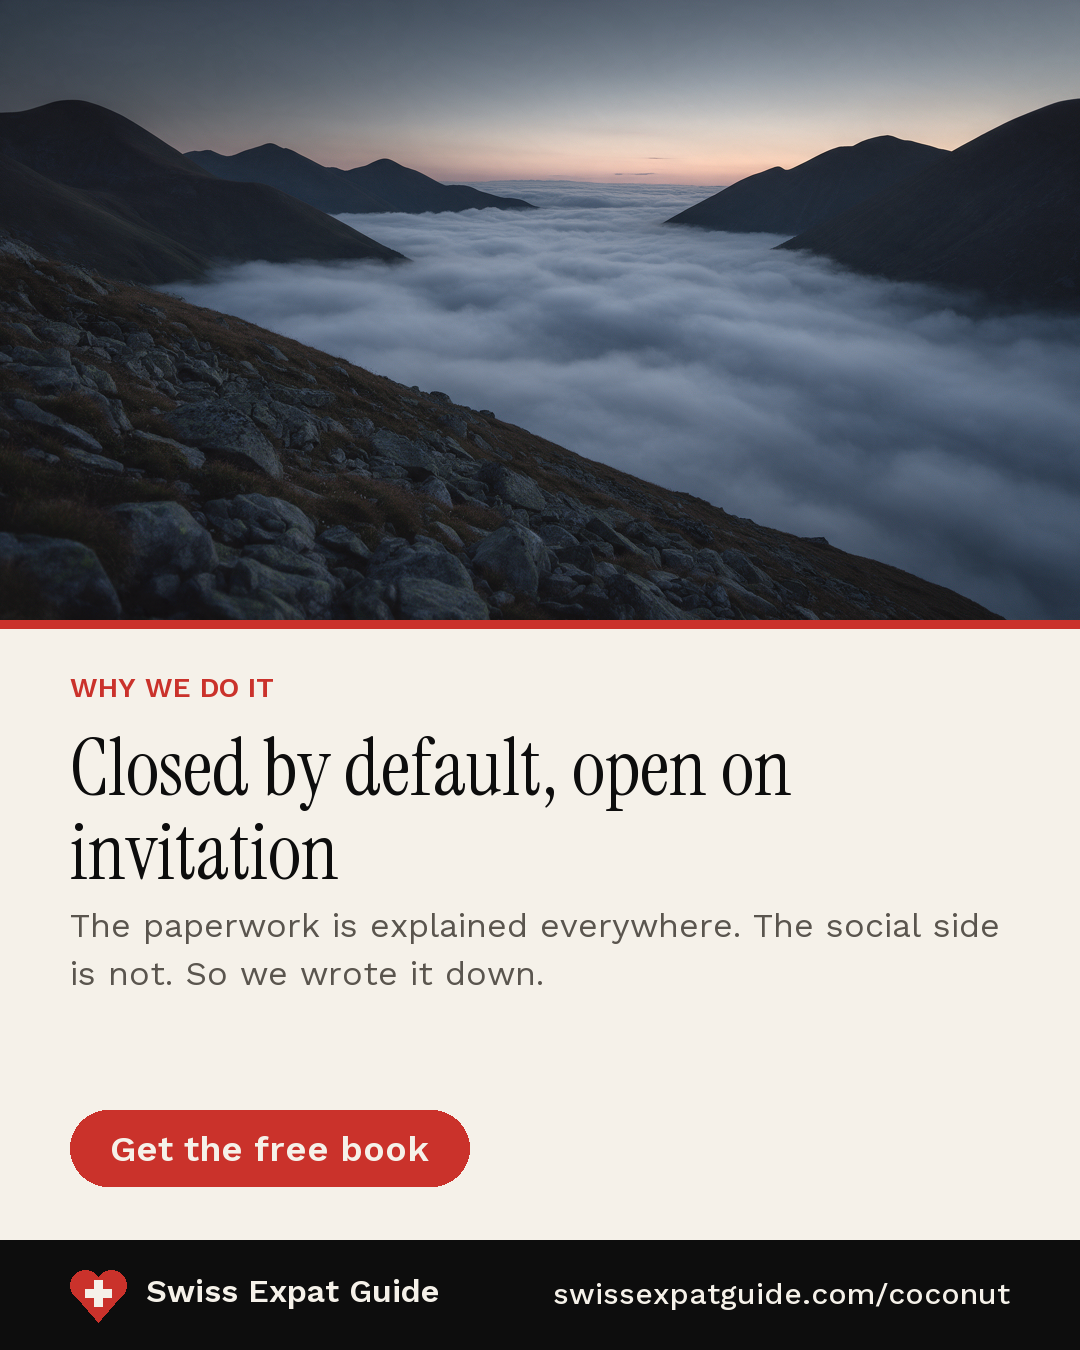 WHY WE DO IT
Closed by default, open on
invitation
The paperwork is explained everywhere. The social side
is not. So we wrote it down.
Get the free book
Swiss Expat Guide
swissexpatguide.com/coconut